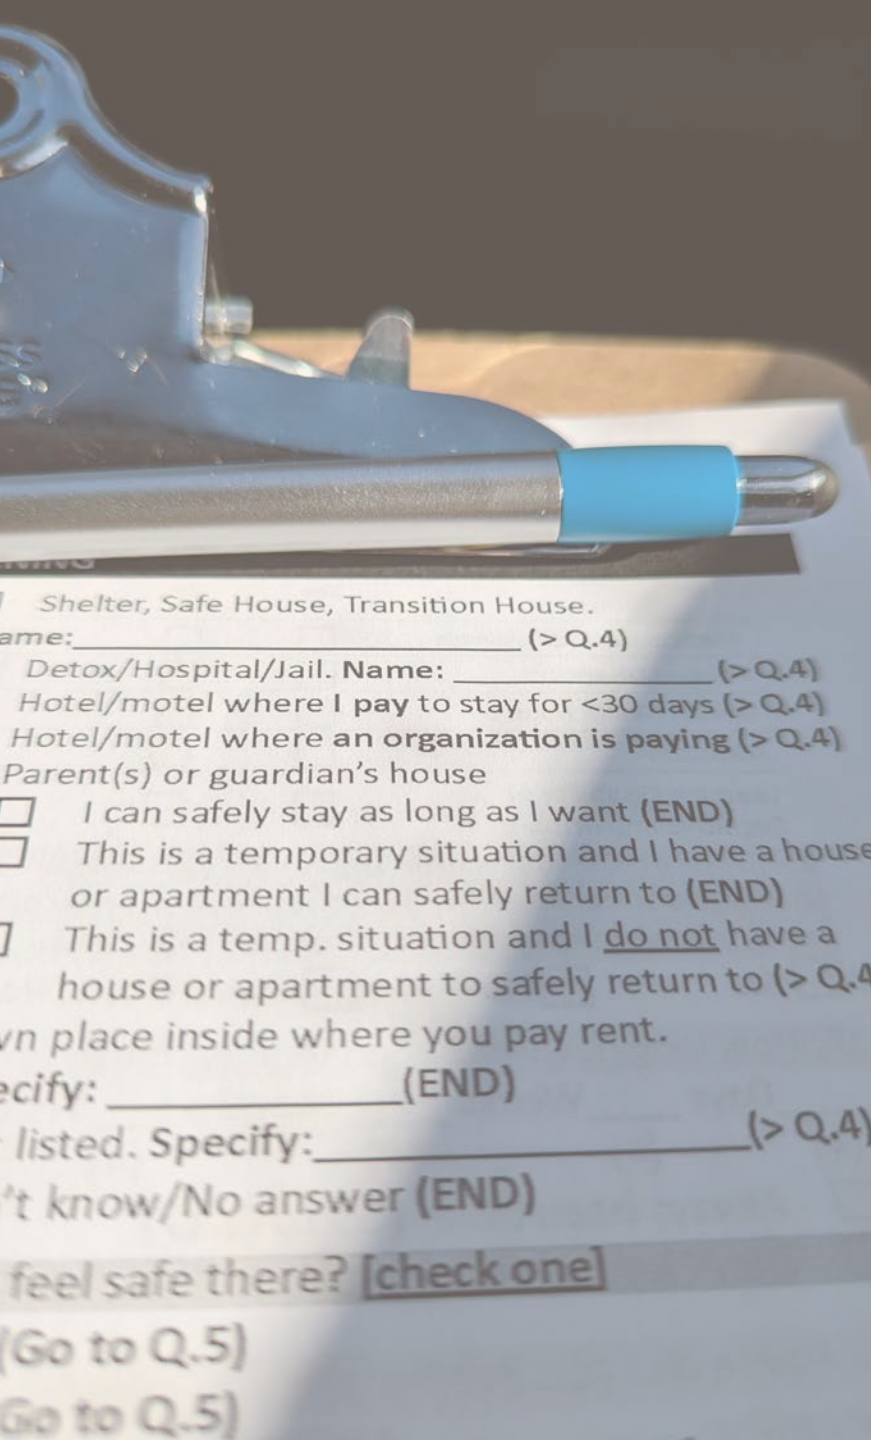 Shelter, Safe House, Transition House.
ame:____________________ (> Q.4)
Detox/Hospital/Jail. Name: ____________ (> Q.4)
Hotel/motel where I pay to stay for <30 days (> Q.4)
Hotel/motel where an organization is paying (> Q.4)
Parent(s) or guardian's house
I can safely stay as long as I want (END)
This is a temporary situation and I have a house
or apartment I can safely return to (END)
This is a temp. situation and I do not have a
house or apartment to safely return to (> Q.4
wn place inside where you pay rent.
ecify: ____________(END)
listed. Specify:____________________(> Q.4)
't know/No answer (END)
feel safe there? [check one]
(Go to Q.5)
Go to Q.5)